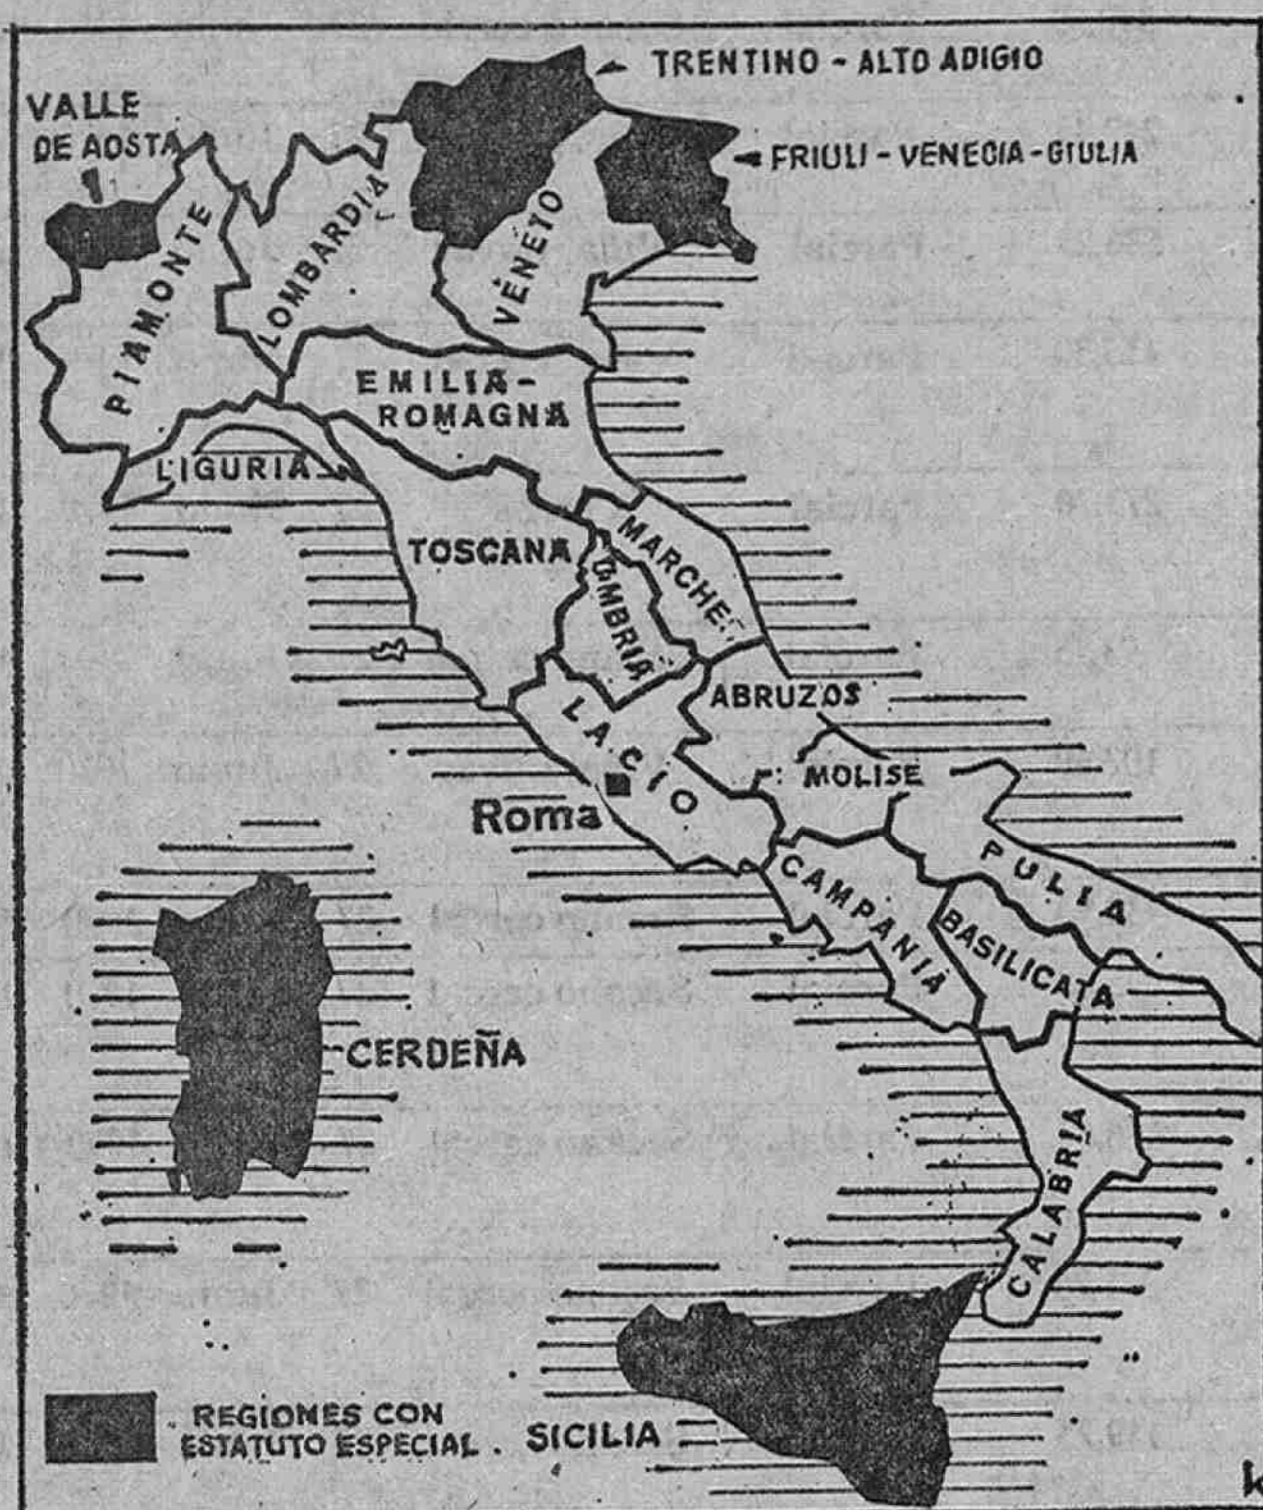 TRENTINO - ALTO ADIGIO
VALLE
DE AOSTA
FRIULI - VENECIA - GIULIA
PIAMONTE
LOMBARDIA
VENETO
EMILIA-
ROMAGNA
LIGURIA
TOSCANA
MARCHE
UMBRIA
ABRUZOS
LACIO
MOLISE
Roma
PULIA
CAMPANIA
BASILICATA
CERDEÑA
CALABRIA
REGIONES CON
ESTATUTO ESPECIAL.
SICILIA